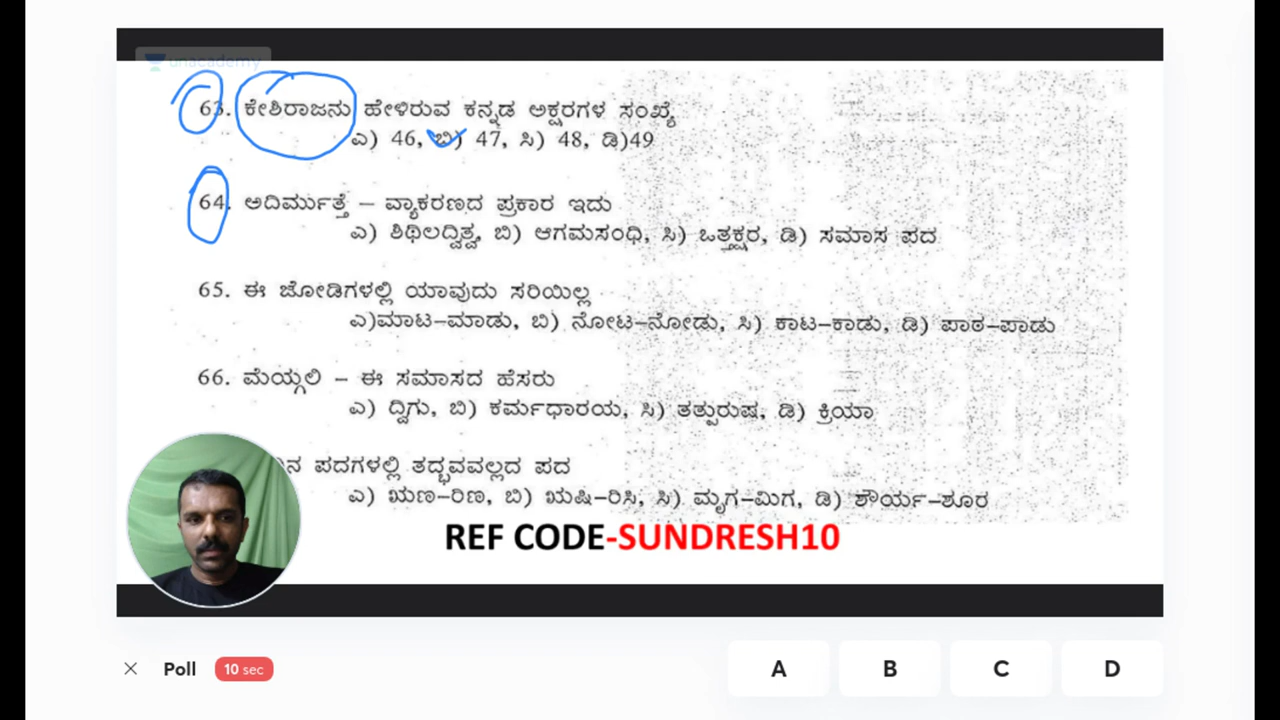 unacademy
63. ಕೇಶಿರಾಜನು ಹೇಳಿರುವ ಕನ್ನಡ ಅಕ್ಷರಗಳ ಸಂಖ್ಯೆ
ಎ) 46, ಬಿ) 47, ಸಿ) 48, ಡಿ)49
64. ಅದಿರ್ಮುತ್ತೆ – ವ್ಯಾಕರಣದ ಪ್ರಕಾರ ಇದು
ಎ) ಶಿಥಿಲದ್ವಿತ್ವ, ಬಿ) ಆಗಮಸಂಧಿ, ಸಿ) ಒತ್ತಕ್ಷರ, ಡಿ) ಸಮಾಸ ಪದ
65. ಈ ಜೋಡಿಗಳಲ್ಲಿ ಯಾವುದು ಸರಿಯಿಲ್ಲ
ಎ)ಮಾಟ–ಮಾಡು, ಬಿ) ನೋಟ–ನೋಡು, ಸಿ) ಕಾಟ–ಕಾಡು, ಡಿ) ಪಾಠ–ಪಾಡು
66. ಮೆಯ್ಗಲಿ – ಈ ಸಮಾಸದ ಹೆಸರು
ಎ) ದ್ವಿಗು, ಬಿ) ಕರ್ಮಧಾರಯ, ಸಿ) ತತ್ಪುರುಷ, ಡಿ) ಕ್ರಿಯಾ
ಪದಗಳಲ್ಲಿ ತದ್ಭವವಲ್ಲದ ಪದ
ಎ) ಋಣ–ರಿಣ, ಬಿ) ಋಷಿ–ರಿಸಿ, ಸಿ) ಮೃಗ–ಮಿಗ, ಡಿ) ಶೌರ್ಯ–ಶೂರ
REF CODE-SUNDRESH10
Poll 10 sec A B C D